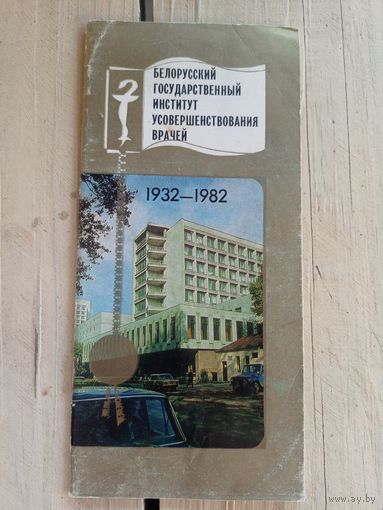 БЕЛОРУССКИЙ
ГОСУДАРСТВЕННЫЙ
ИНСТИТУТ
УСОВЕРШЕНСТВОВАНИЯ
ВРАЧЕЙ
1932—1982
www.ay.by